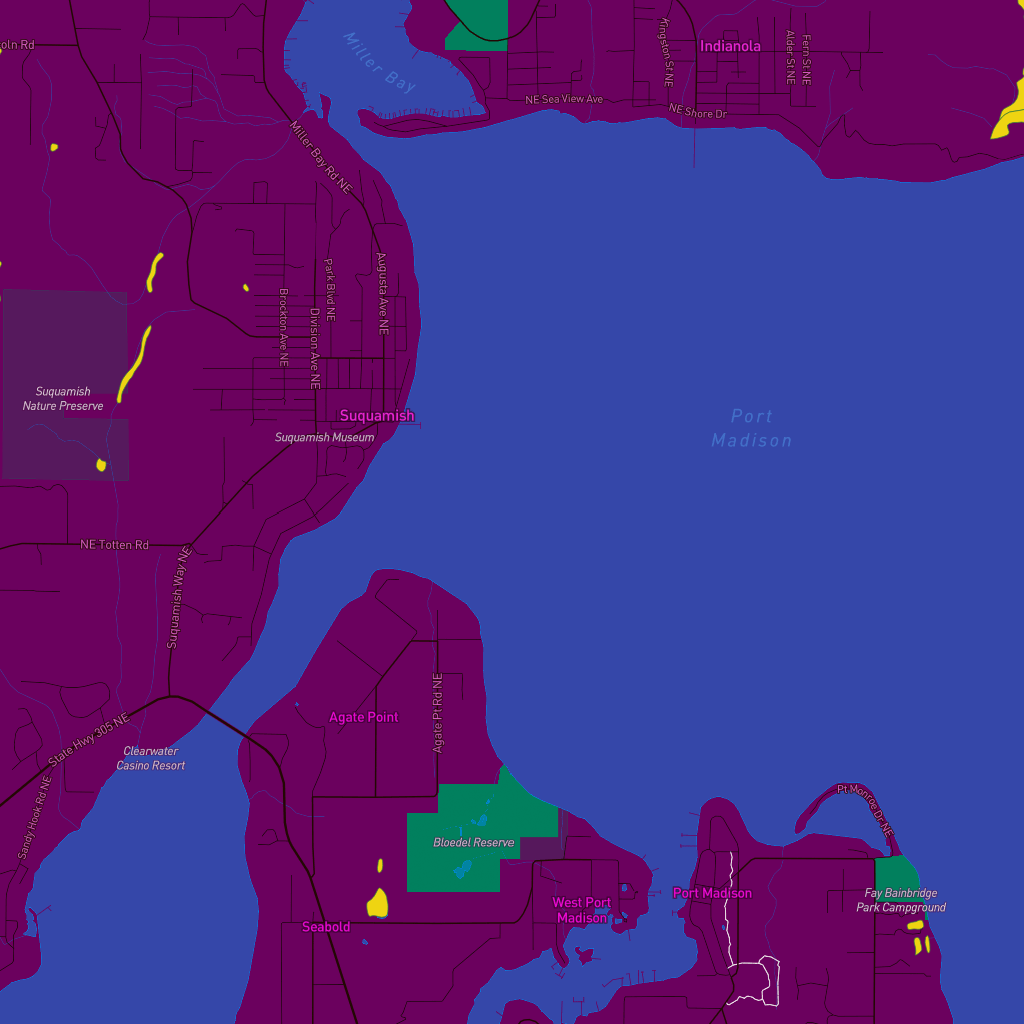 oln Rd
Miller Bay
Kingston St NE
Indianola
Alder St NE
Fern St NE
NE Sea View Ave
NE Shore Dr
Miller Bay Rd NE
Augusta Ave NE
Park Blvd NE
Brockton Ave NE
Division Ave NE
Suquamish
Nature Preserve
Suquamish
Suquamish Museum
Port
Madison
NE Totten Rd
Suquamish Way NE
Agate Pt Rd NE
Agate Point
State Hwy 305 NE
Clearwater
Casino Resort
Sandy Hook Rd NE
Pt Monroe Dr NE
Bloedel Reserve
Port Madison
Fay Bainbridge
Park Campground
West Port
Madison
Seabold